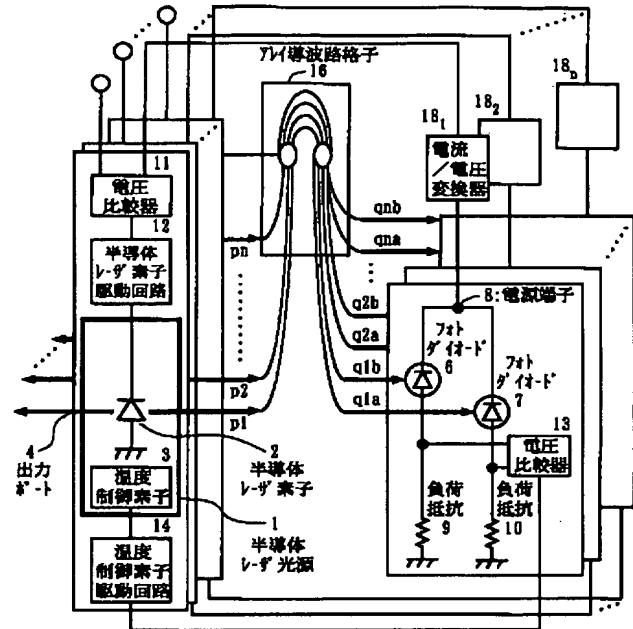 ｱﾚｲ導波路格子
16
18n
18₁
18₂
電流
／電圧
変換器
11
電圧
比較器
12
半導体
ﾚｰｻﾞ素子
駆動回路
pn
qnb
qna
q2b
q2a
q1b
q1a
8:電源端子
フォト
ﾀﾞｲｵｰﾄﾞ
6
フォト
ﾀﾞｲｵｰﾄﾞ
7
p2
p1
4
出力
ﾎﾟｰﾄ
2
半導体
ﾚｰｻﾞ素子
3
温度
制御素子
1
半導体
ﾚｰｻﾞ光源
13
電圧
比較器
負荷
抵抗
9
負荷
抵抗
10
14
温度
制御素子
駆動回路